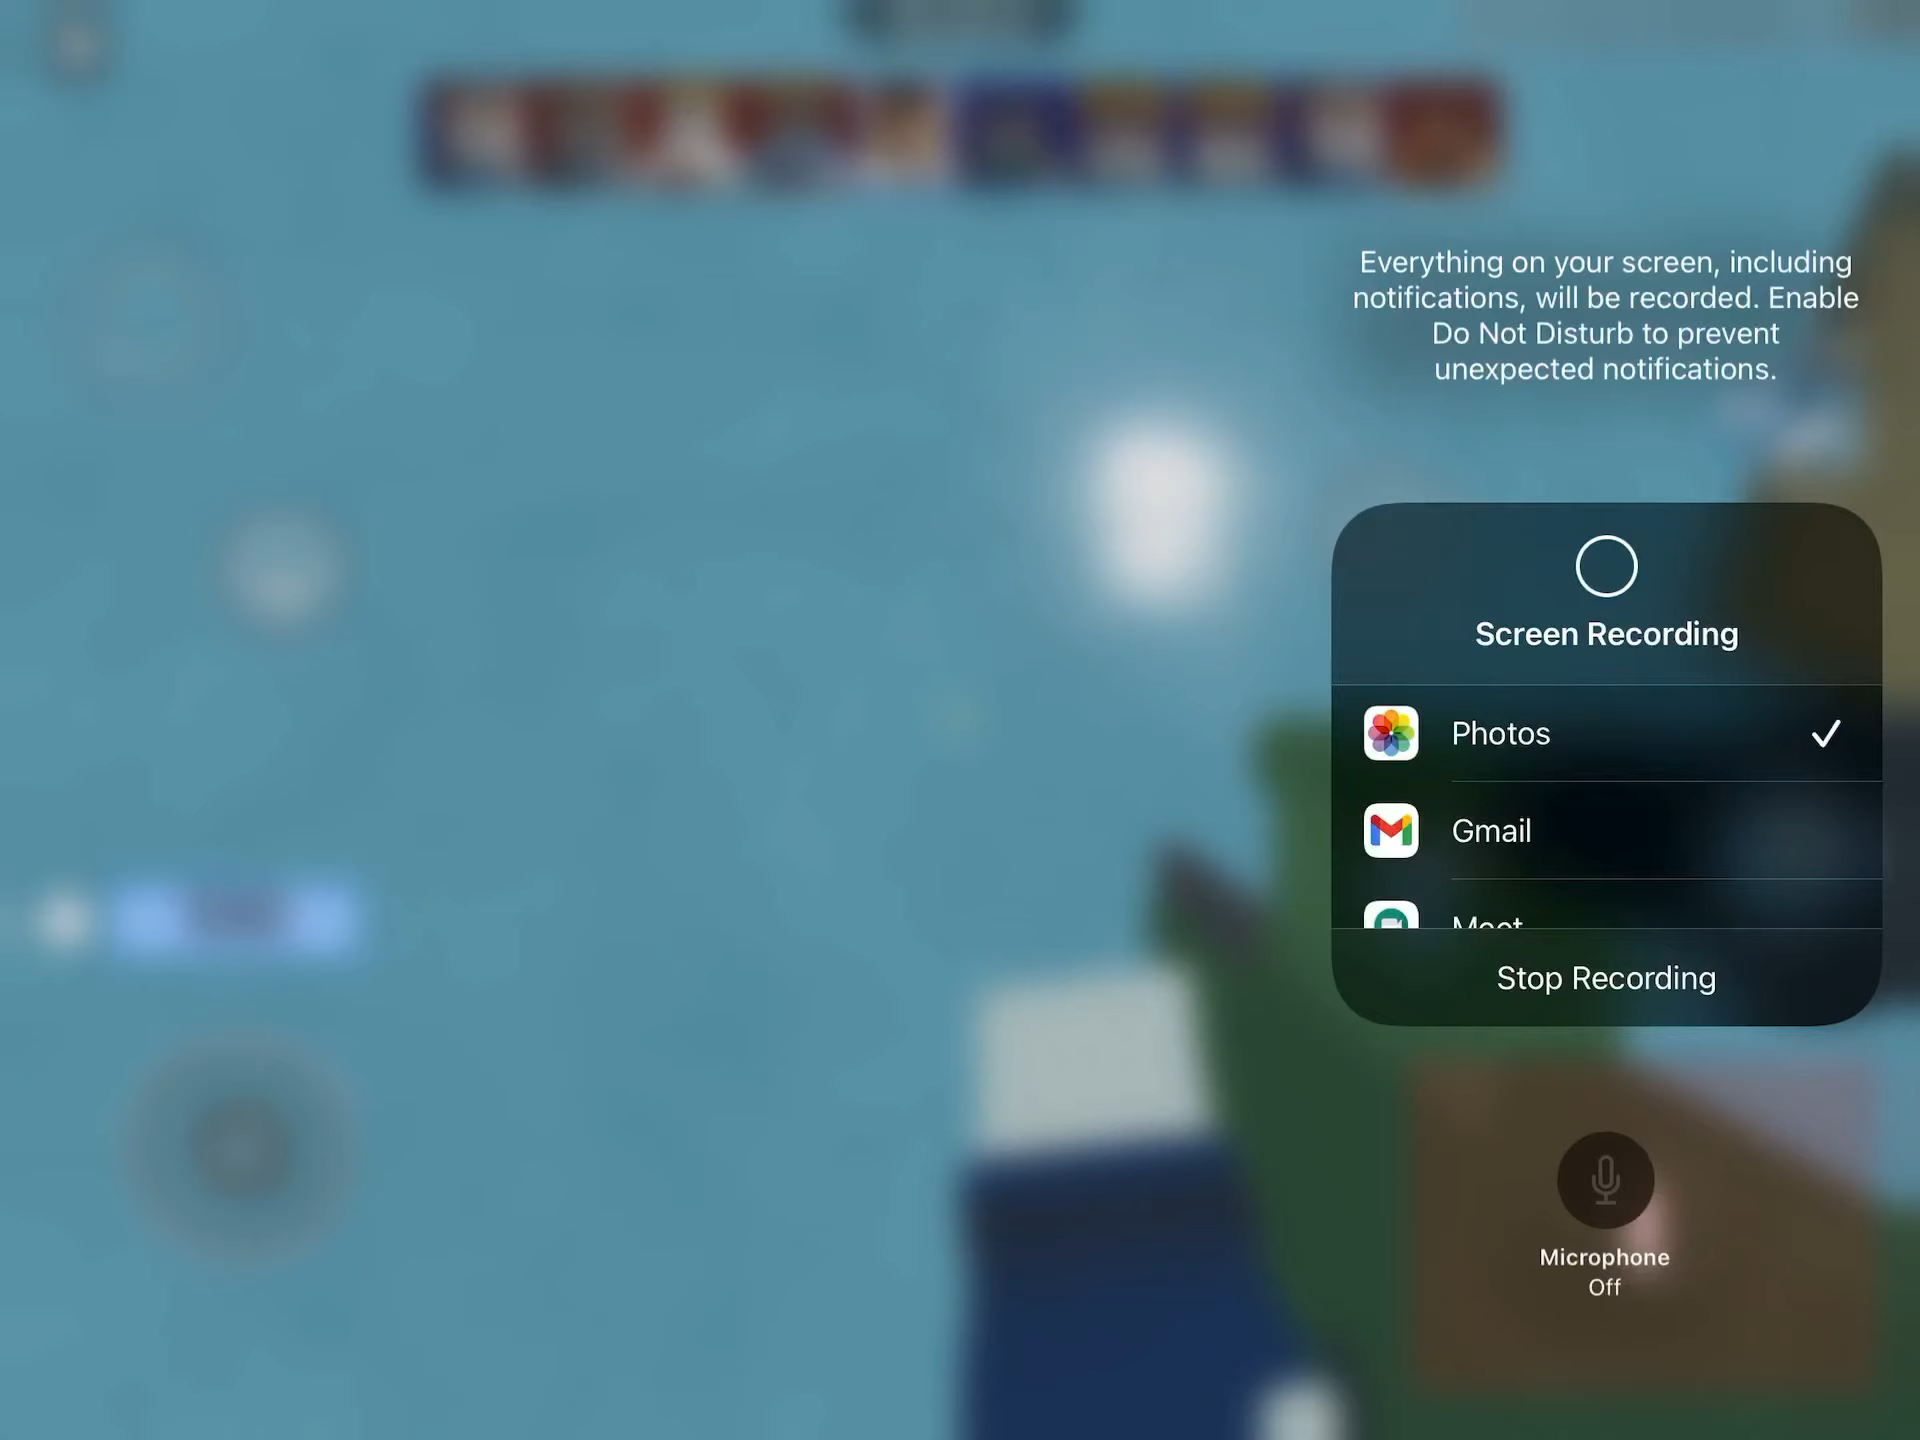 Everything on your screen, including
notifications, will be recorded. Enable
Do Not Disturb to prevent
unexpected notifications.
Screen Recording
Photos
Gmail
Meet
Stop Recording
Microphone
Off